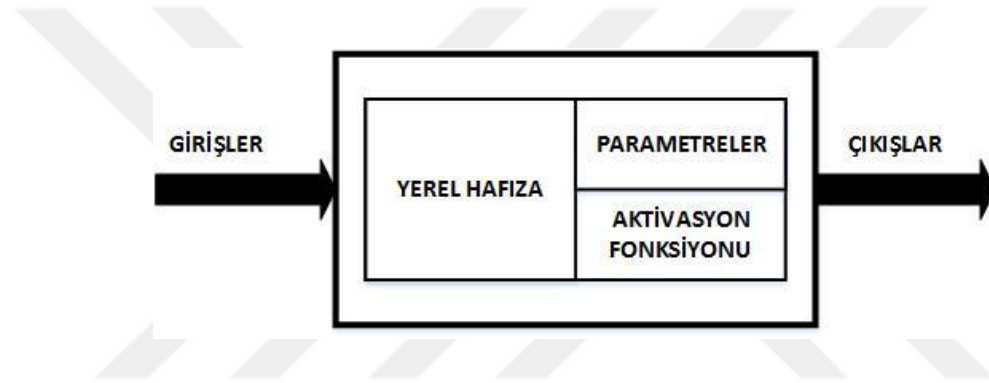 GİRİŞLER
YEREL HAFIZA
PARAMETRELER
AKTİVASYON
FONKSİYONU
ÇIKIŞLAR